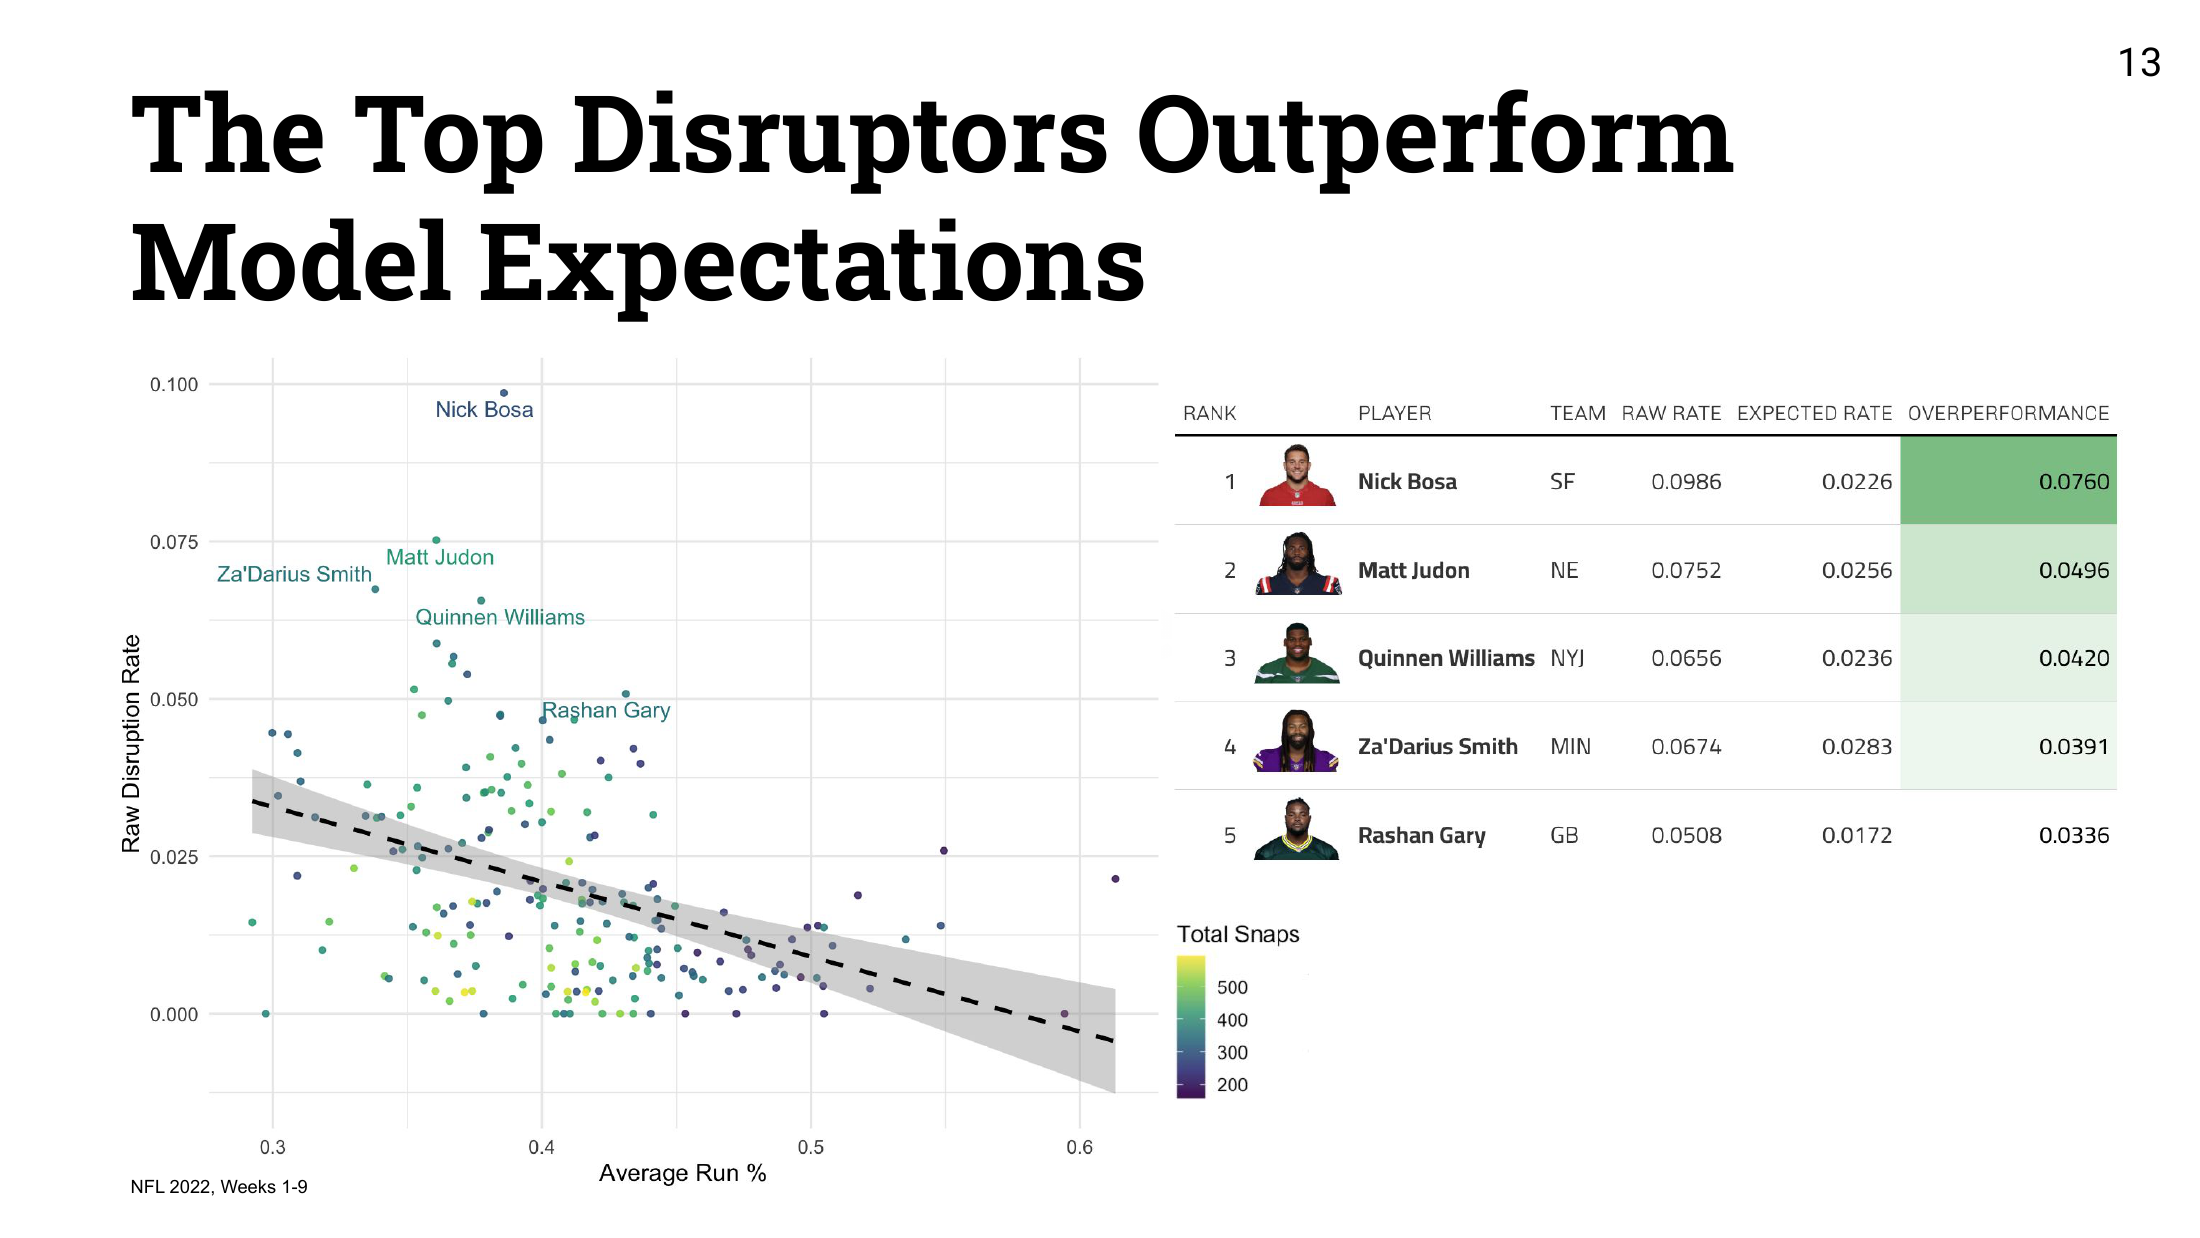 13
The Top Disruptors Outperform
Model Expectations
0.100
0.075
0.050
0.025
0.000
Raw Disruption Rate
Nick Bosa
Matt Judon
Za'Darius Smith
Quinnen Williams
Rashan Gary
0.3 0.4 0.5 0.6
Average Run %
NFL 2022, Weeks 1-9
RANK PLAYER TEAM RAW RATE EXPECTED RATE OVERPERFORMANCE
1 Nick Bosa SF 0.0986 0.0226 0.0760
2 Matt Judon NE 0.0752 0.0256 0.0496
3 Quinnen Williams NYJ 0.0656 0.0236 0.0420
4 Za'Darius Smith MIN 0.0674 0.0283 0.0391
5 Rashan Gary GB 0.0508 0.0172 0.0336
Total Snaps
500
400
300
200